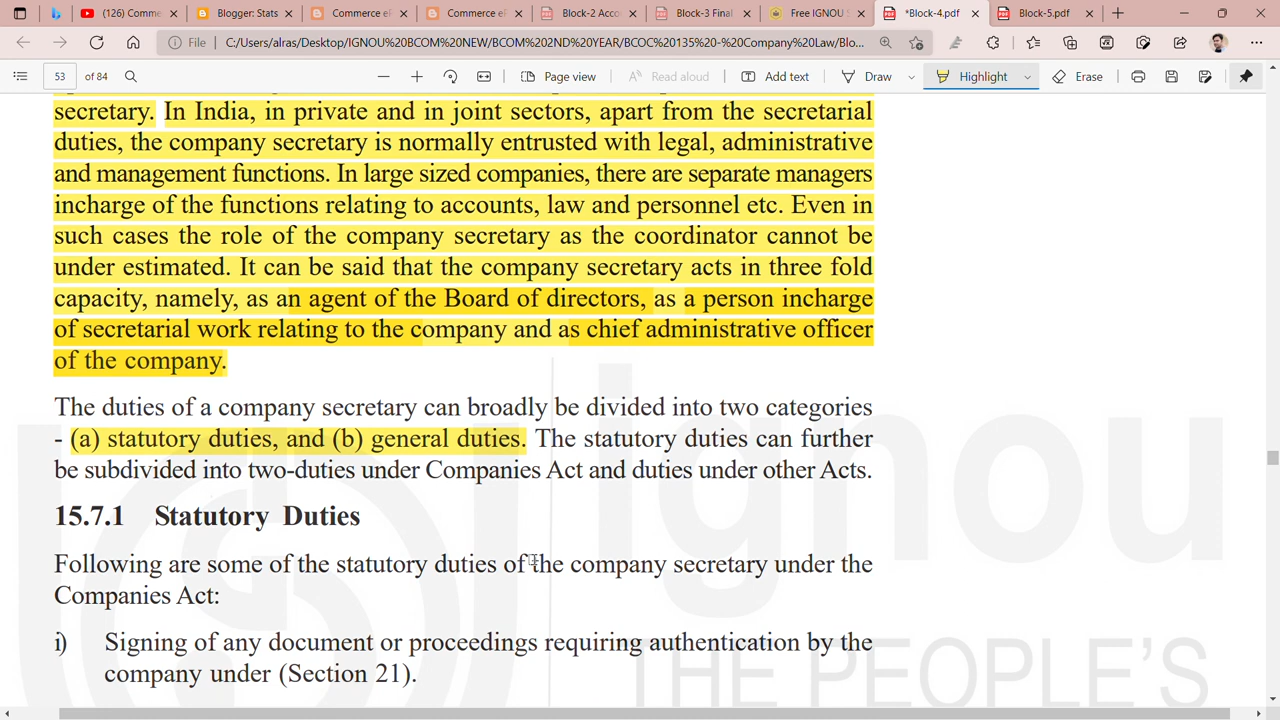 (126) Comme
Blogger: Stats
Commerce eF
Commerce eF
Block-2 Acco
Block-3 Final
Free IGNOU S
*Block-4.pdf
Block-5.pdf
File
C:/Users/alras/Desktop/IGNOU%20BCOM%20NEW/BCOM%202ND%20YEAR/BCOC%20135%20-%20Company%20Law/Blo...
53 of 84
Page view
Read aloud
Add text
Draw
Highlight
Erase
secretary. In India, in private and in joint sectors, apart from the secretarial
duties, the company secretary is normally entrusted with legal, administrative
and management functions. In large sized companies, there are separate managers
incharge of the functions relating to accounts, law and personnel etc. Even in
such cases the role of the company secretary as the coordinator cannot be
under estimated. It can be said that the company secretary acts in three fold
capacity, namely, as an agent of the Board of directors, as a person incharge
of secretarial work relating to the company and as chief administrative officer
of the company.
The duties of a company secretary can broadly be divided into two categories
- (a) statutory duties, and (b) general duties. The statutory duties can further
be subdivided into two-duties under Companies Act and duties under other Acts.
15.7.1 Statutory Duties
Following are some of the statutory duties of the company secretary under the
Companies Act:
i) Signing of any document or proceedings requiring authentication by the
company under (Section 21).
ignou
THE PEOPLE'S